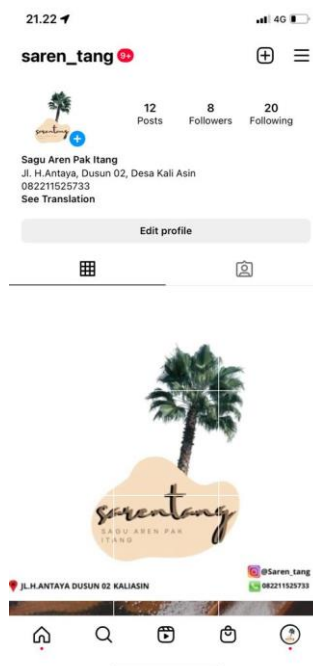 21.22
4G
saren_tang 9+
12 8 20
Posts Followers Following
Sagu Aren Pak Itang
Jl. H.Antaya, Dusun 02, Desa Kali Asin
082211525733
See Translation
Edit profile
sarentang
SAGU AREN PAK
ITANG
@Saren_tang
JL.H.ANTAYA DUSUN 02 KALIASIN 082211525733